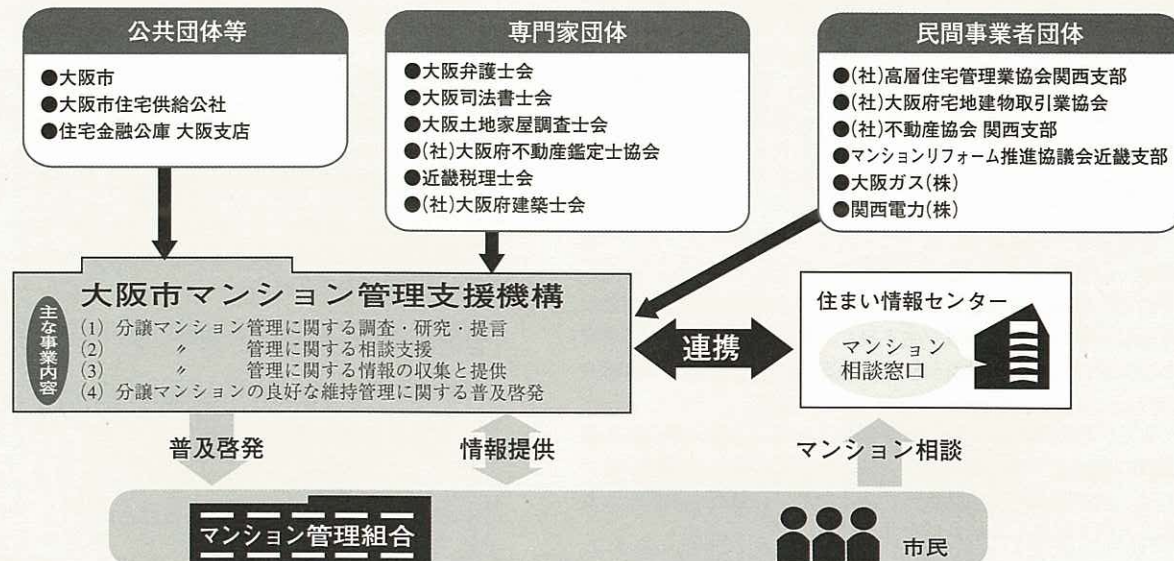 公共団体等
●大阪市
●大阪市住宅供給公社
●住宅金融公庫 大阪支店
専門家団体
●大阪弁護士会
●大阪司法書士会
●大阪土地家屋調査士会
●(社)大阪府不動産鑑定士協会
●近畿税理士会
●(社)大阪府建築士会
民間事業者団体
●(社)高層住宅管理業協会関西支部
●(社)大阪府宅地建物取引業協会
●(社)不動産協会 関西支部
●マンションリフォーム推進協議会近畿支部
●大阪ガス(株)
●関西電力(株)
大阪市マンション管理支援機構
主な事業内容
(1) 分譲マンション管理に関する調査・研究・提言
(2) 〃 管理に関する相談支援
(3) 〃 管理に関する情報の収集と提供
(4) 分譲マンションの良好な維持管理に関する普及啓発
連携
住まい情報センター
マンション
相談窓口
普及啓発
情報提供
マンション相談
マンション管理組合
市民